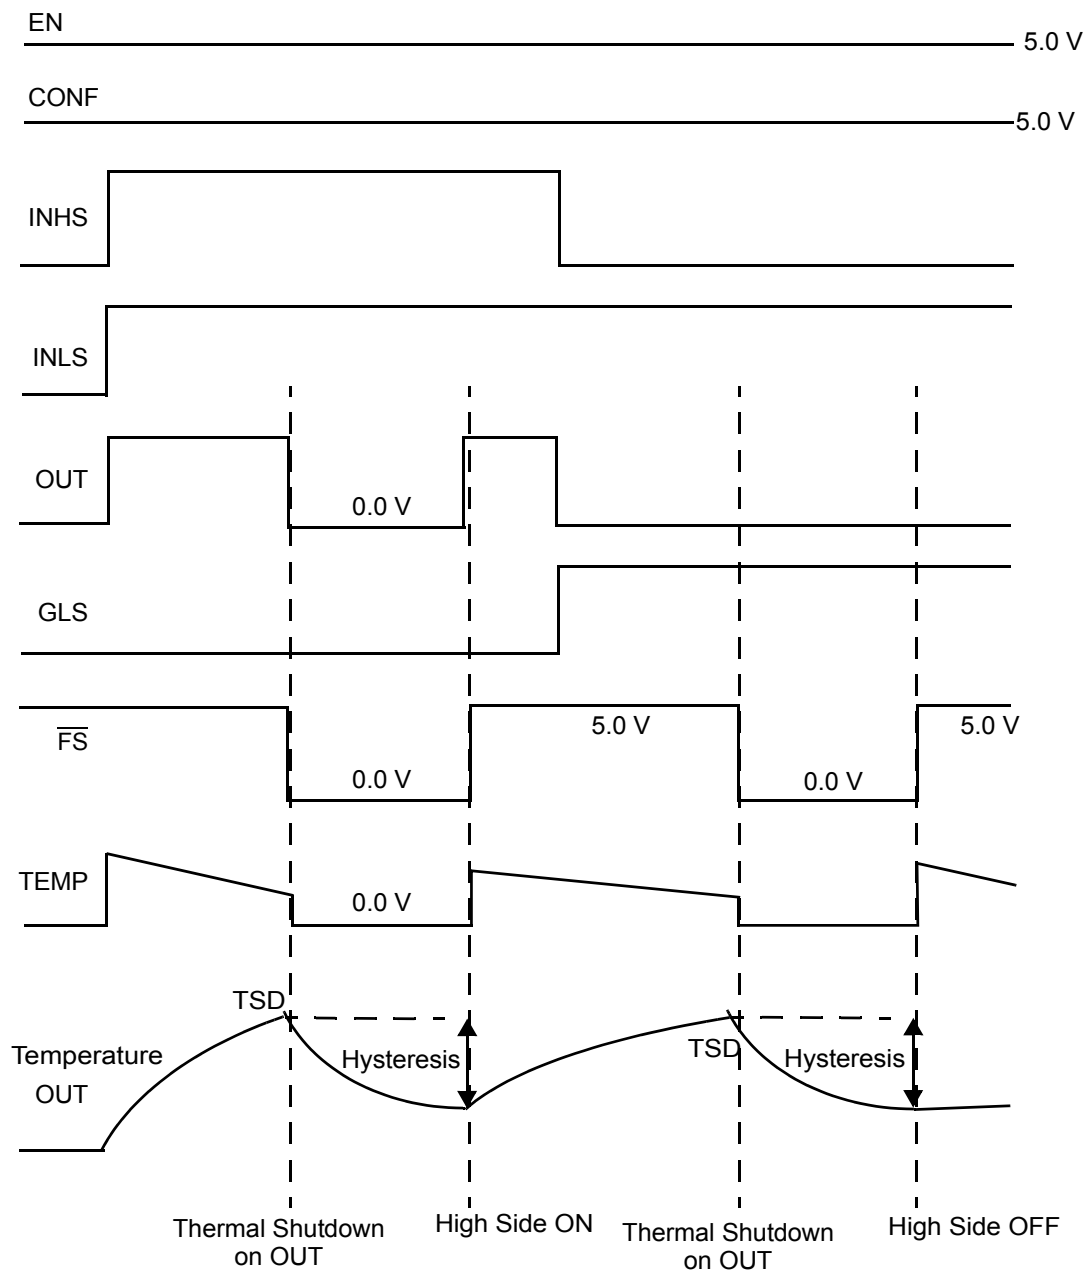 EN
5.0 V
CONF
5.0 V
INHS
INLS
OUT
0.0 V
GLS
FS
5.0 V
5.0 V
0.0 V
0.0 V
TEMP
0.0 V
TSD
Temperature
OUT
Hysteresis
TSD
Hysteresis
Thermal Shutdown
on OUT
High Side ON
Thermal Shutdown
on OUT
High Side OFF